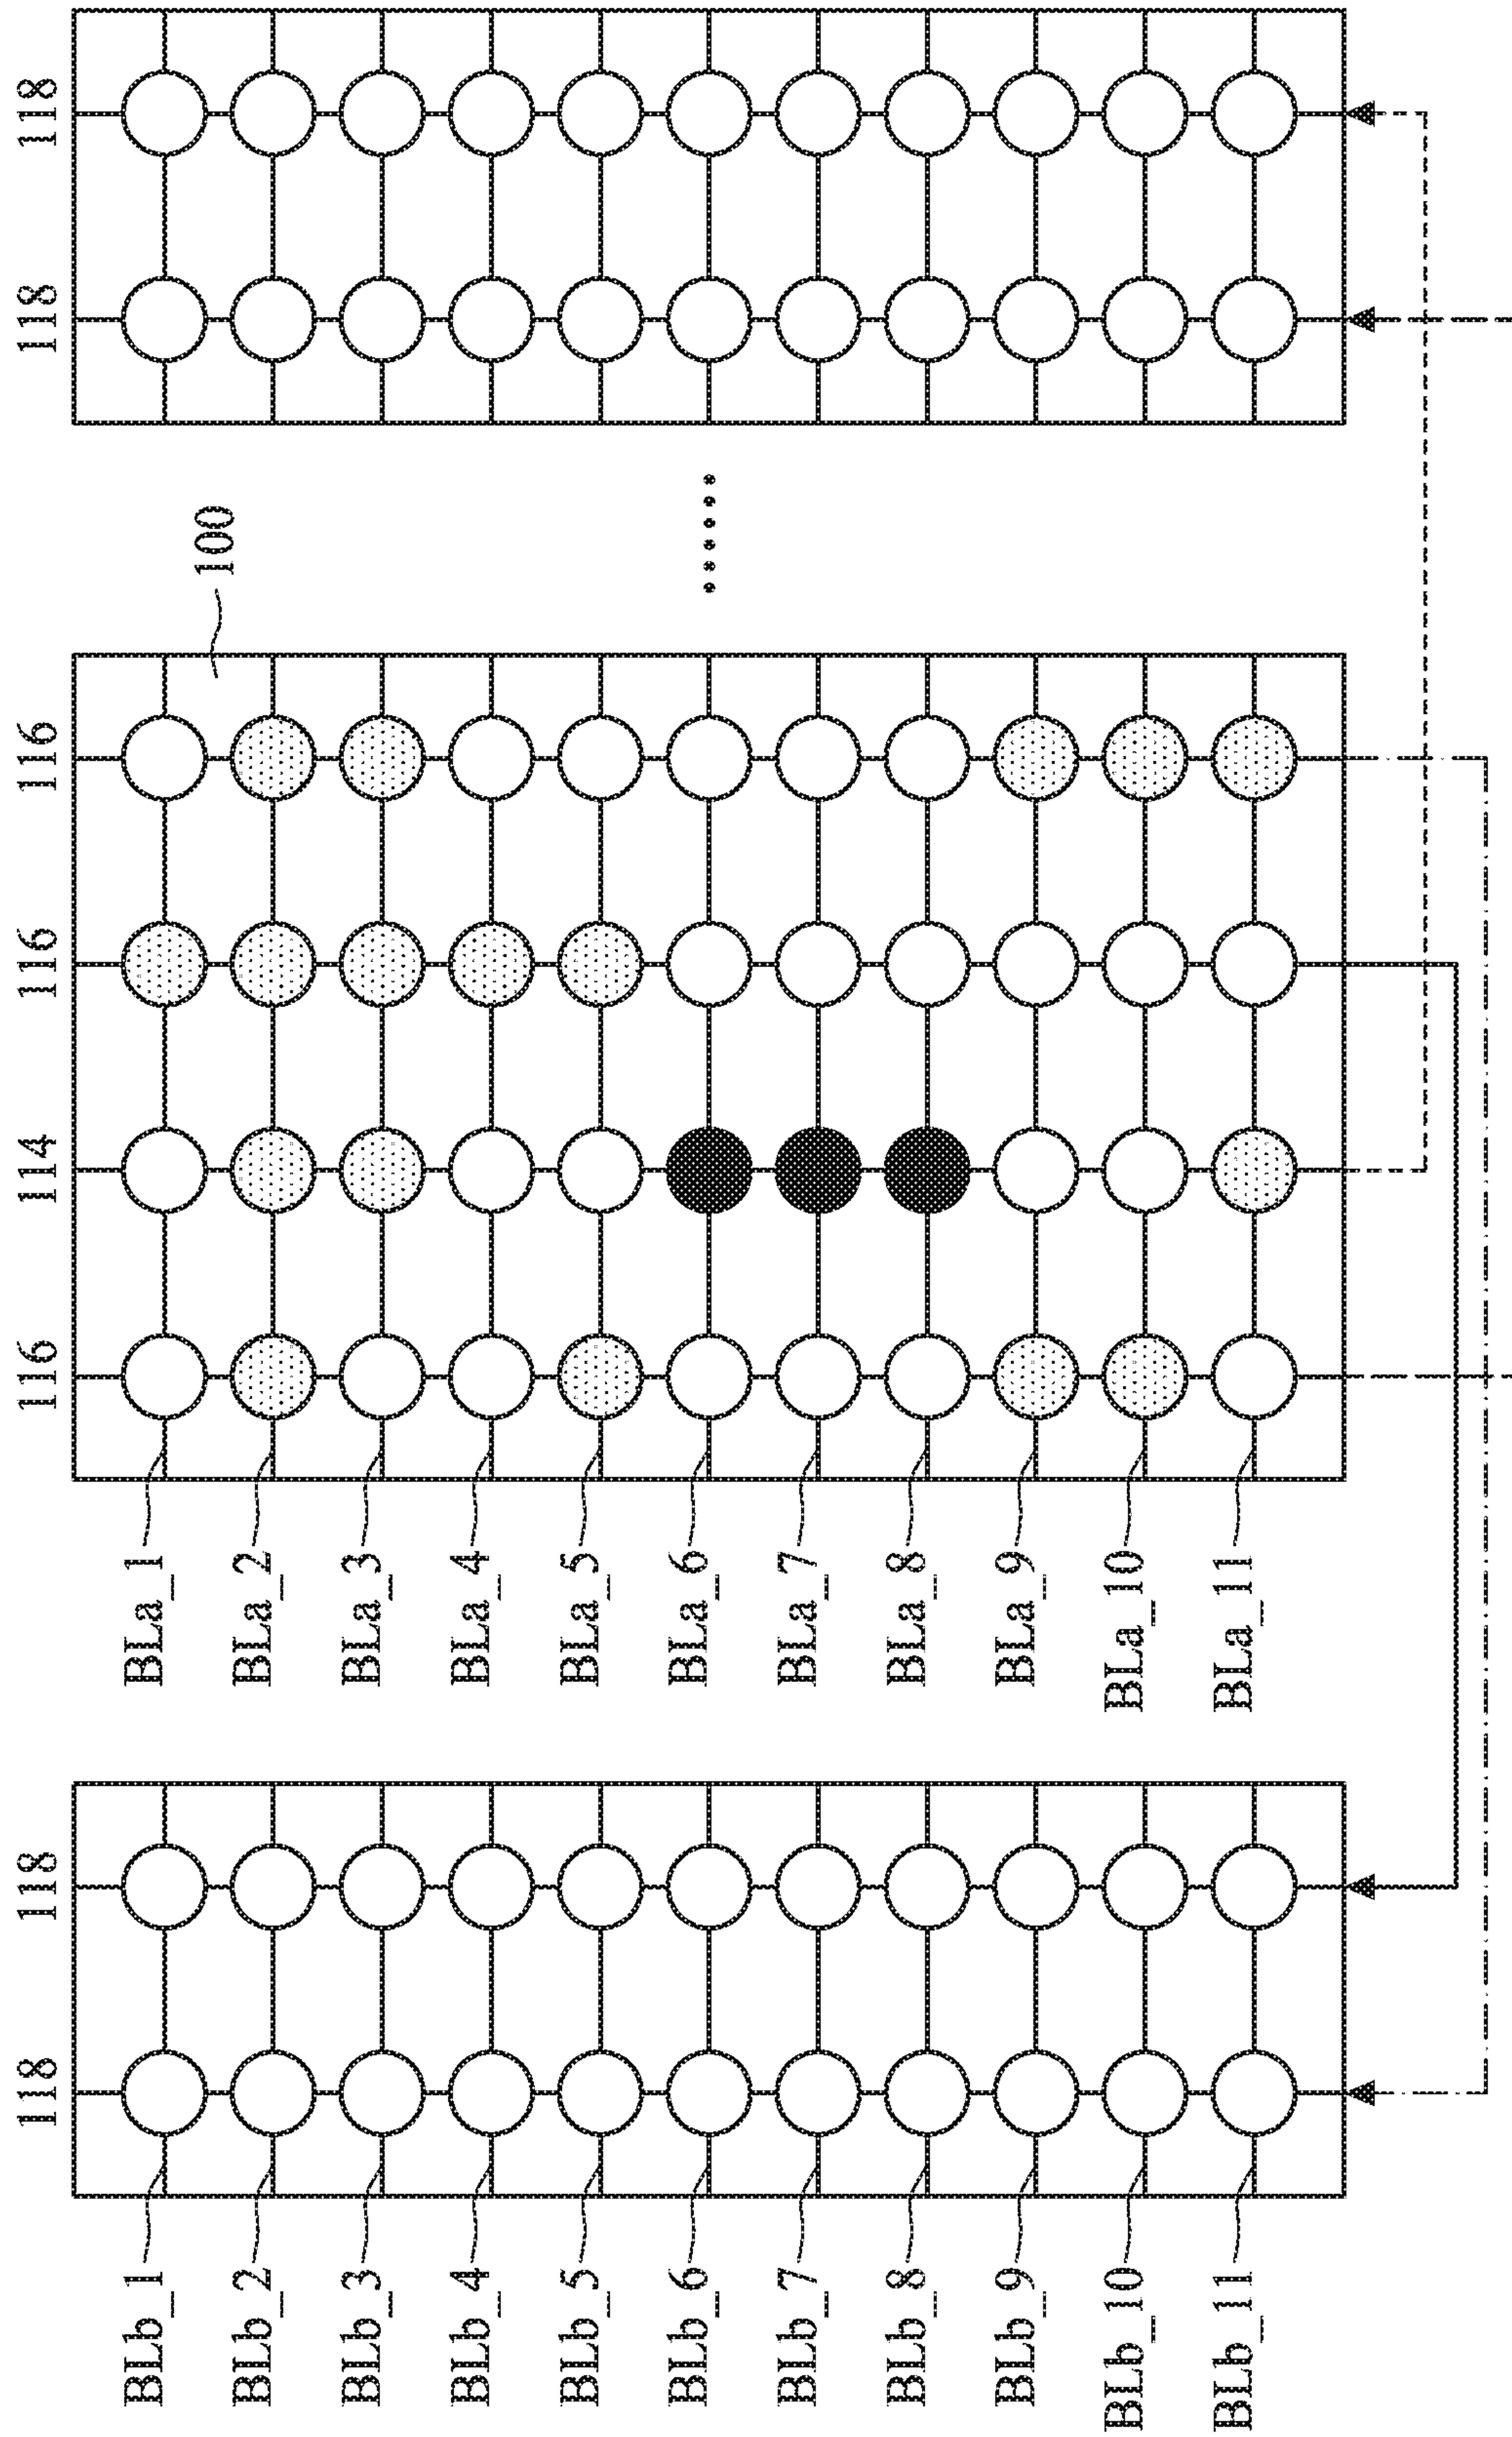 118 118 116 114 116 116 118 118
BLb_1 BLa_1
100
BLb_2 BLa_2
BLb_3 BLa_3
BLb_4 BLa_4
BLb_5 BLa_5
BLb_6 BLa_6
BLb_7 BLa_7
BLb_8 BLa_8
BLb_9 BLa_9
BLb_10 BLa_10
BLb_11 BLa_11